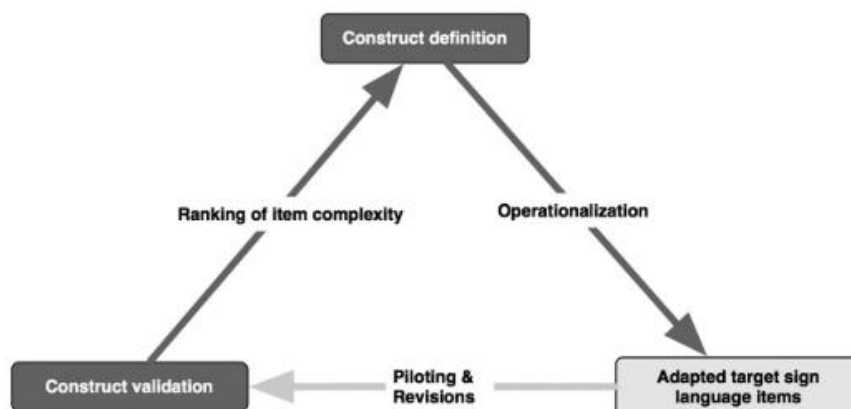 Construct definition
Ranking of item complexity
Operationalization
Construct validation
Piloting &
Revisions
Adapted target sign
language items